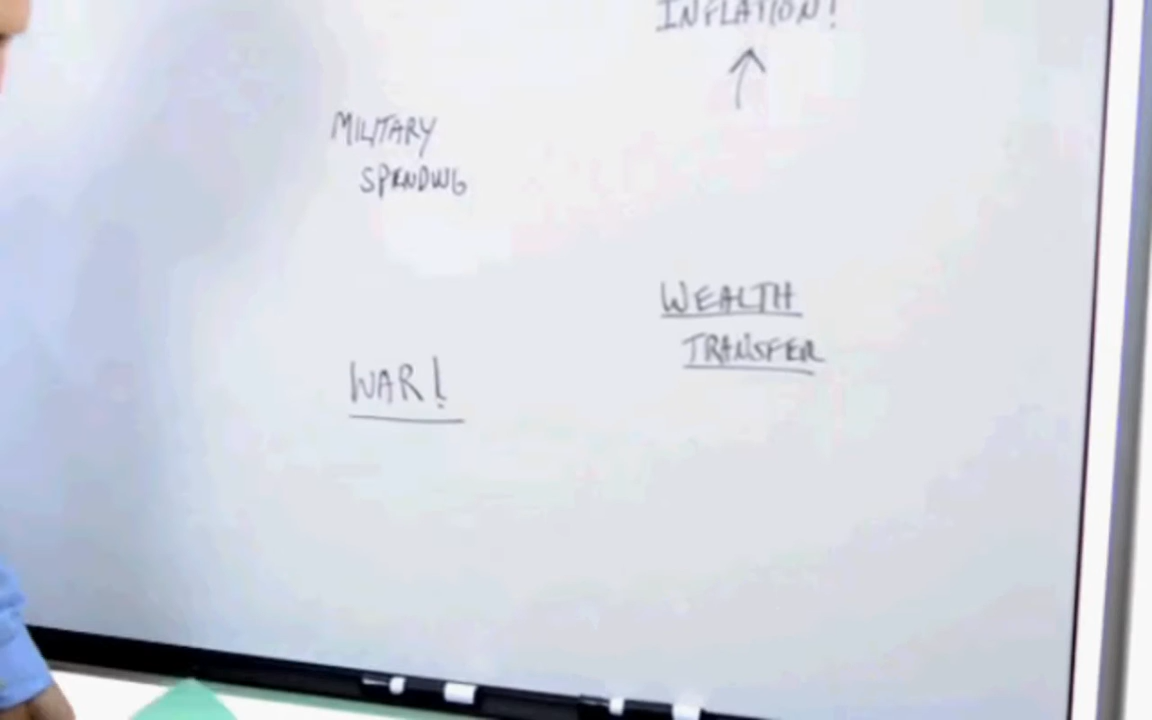 INFLATION!
MILITARY
SPENDING
WEALTH
TRANSFER
WAR!